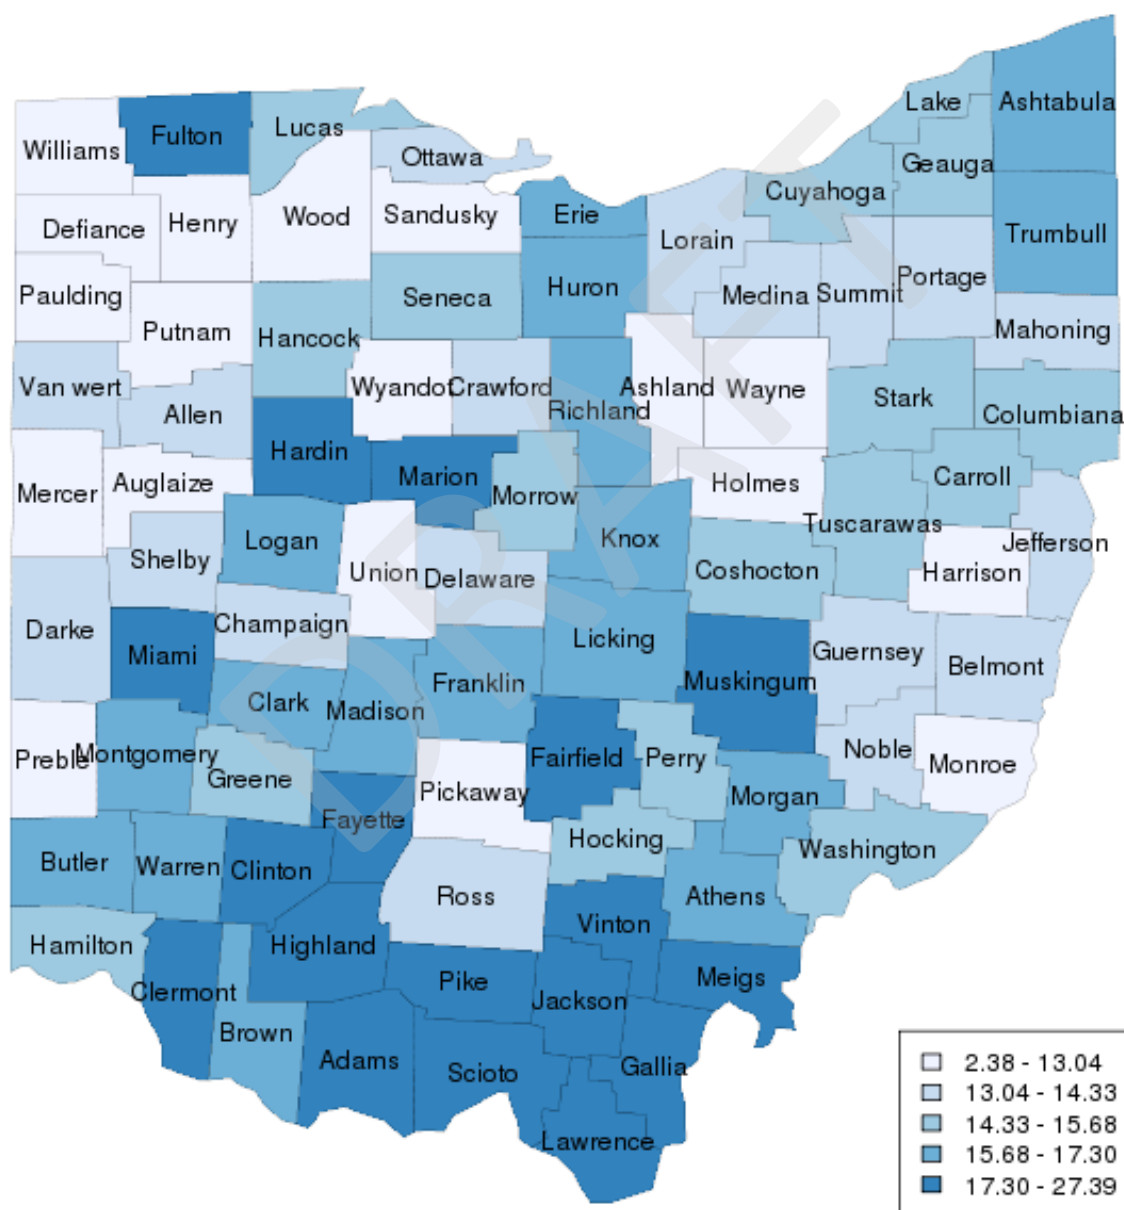 Lake
Ashtabula
Fulton
Lucas
Williams
Ottawa
Geauga
Cuyahoga
Wood
Sandusky
Erie
Henry
Defiance
Lorain
Trumbull
Portage
Paulding
Seneca
Huron
Medina
Summit
Putnam
Hancock
Mahoning
Van wert
Wyandot
Crawford
Ashland
Wayne
Stark
Allen
Richland
Columbiana
Hardin
Marion
Mercer
Auglaize
Morrow
Holmes
Carroll
Tuscarawas
Logan
Knox
Jefferson
Shelby
Union
Delaware
Coshocton
Harrison
Darke
Champaign
Licking
Miami
Guernsey
Belmont
Muskingum
Clark
Madison
Franklin
Preble
Montgomery
Greene
Fairfield
Perry
Noble
Monroe
Pickaway
Morgan
Fayette
Hocking
Washington
Butler
Warren
Clinton
Ross
Athens
Vinton
Hamilton
Highland
Pike
Meigs
Clermont
Jackson
Brown
Adams
Scioto
Gallia
Lawrence
DRAFT
2.38 - 13.04
13.04 - 14.33
14.33 - 15.68
15.68 - 17.30
17.30 - 27.39